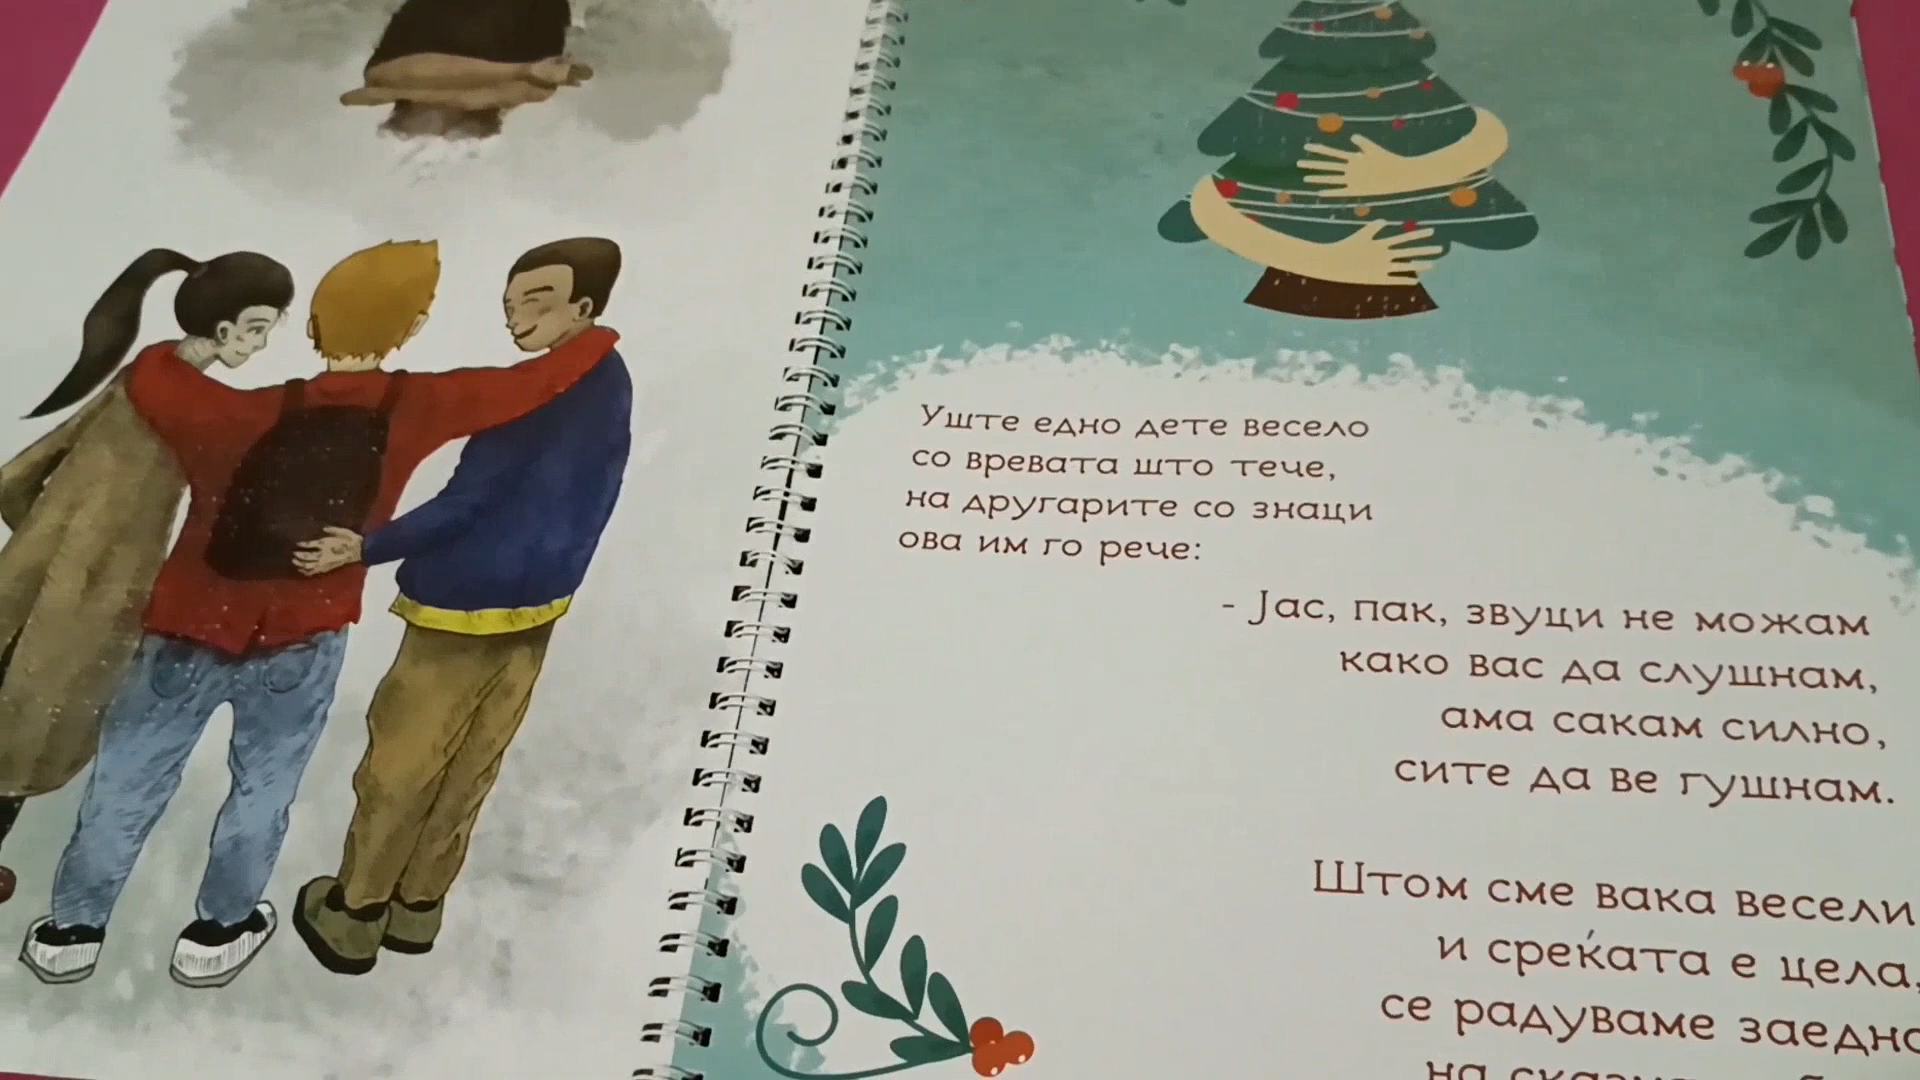 Уште едно дете весело
со вревата што тече,
на другарите со знаци
ова им го рече:
- Јас, пак, звуци не можам
како вас да слушнам,
ама сакам силно,
сите да ве гушнам.
Штом сме вака весели
и среќата е цела,
се радуваме заедно
на